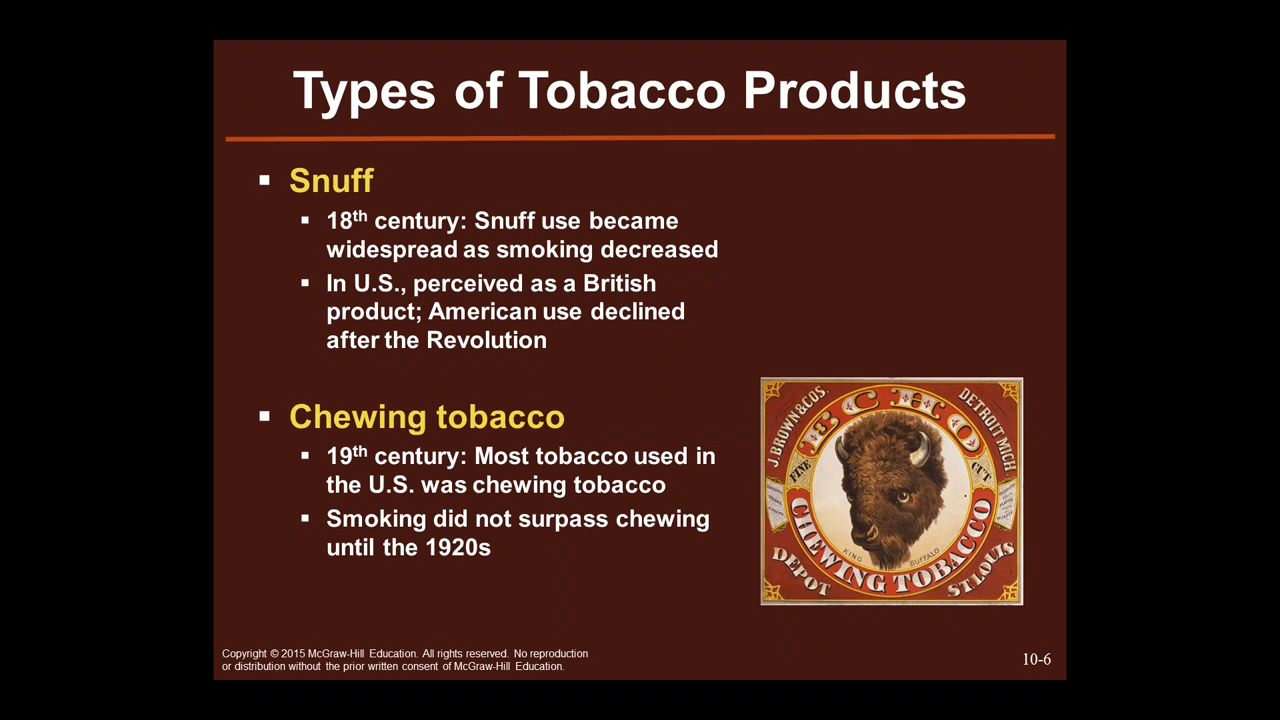 Types of Tobacco Products
▪ Snuff
▪ 18th century: Snuff use became
widespread as smoking decreased
▪ In U.S., perceived as a British
product; American use declined
after the Revolution
▪ Chewing tobacco
▪ 19th century: Most tobacco used in
the U.S. was chewing tobacco
▪ Smoking did not surpass chewing
until the 1920s
J. BROWN & COS.
DETROIT MICH.
ECHO
FINE CUT
CHEWING TOBACCO
KING BUFFALO
DEPOT ST LOUIS
Copyright © 2015 McGraw-Hill Education. All rights reserved. No reproduction
or distribution without the prior written consent of McGraw-Hill Education.
10-6